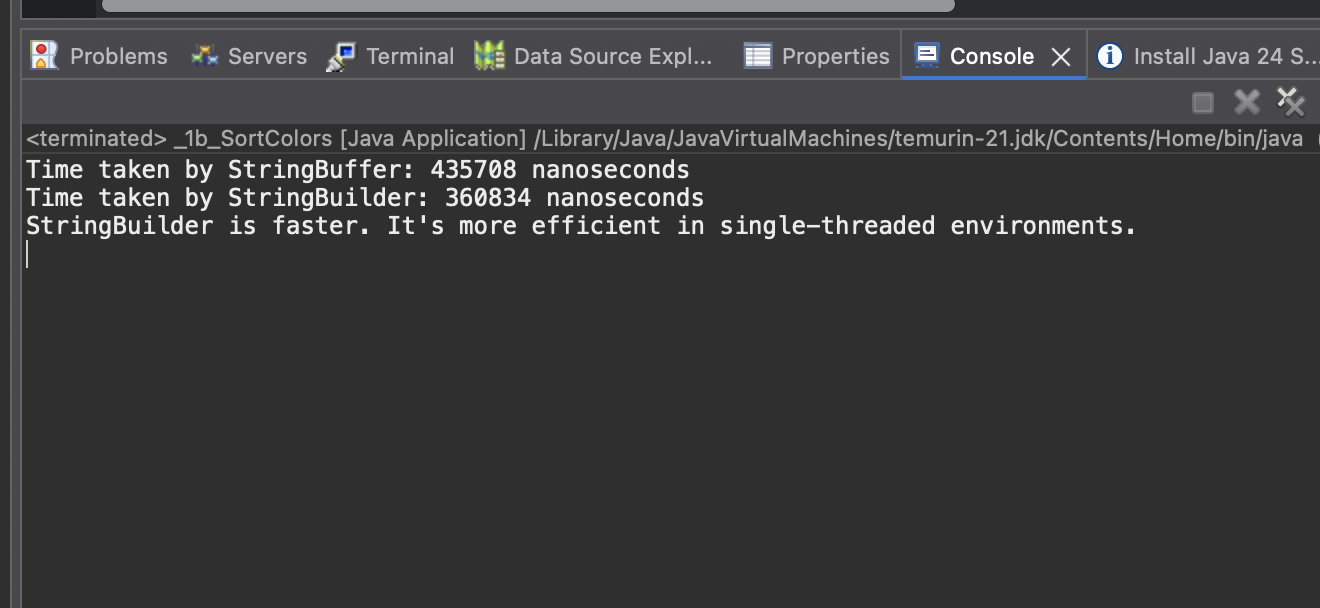 Problems Servers Terminal Data Source Expl... Properties Console Install Java 24 S...
<terminated> _1b_SortColors [Java Application] /Library/Java/JavaVirtualMachines/temurin-21.jdk/Contents/Home/bin/java
Time taken by StringBuffer: 435708 nanoseconds
Time taken by StringBuilder: 360834 nanoseconds
StringBuilder is faster. It's more efficient in single-threaded environments.